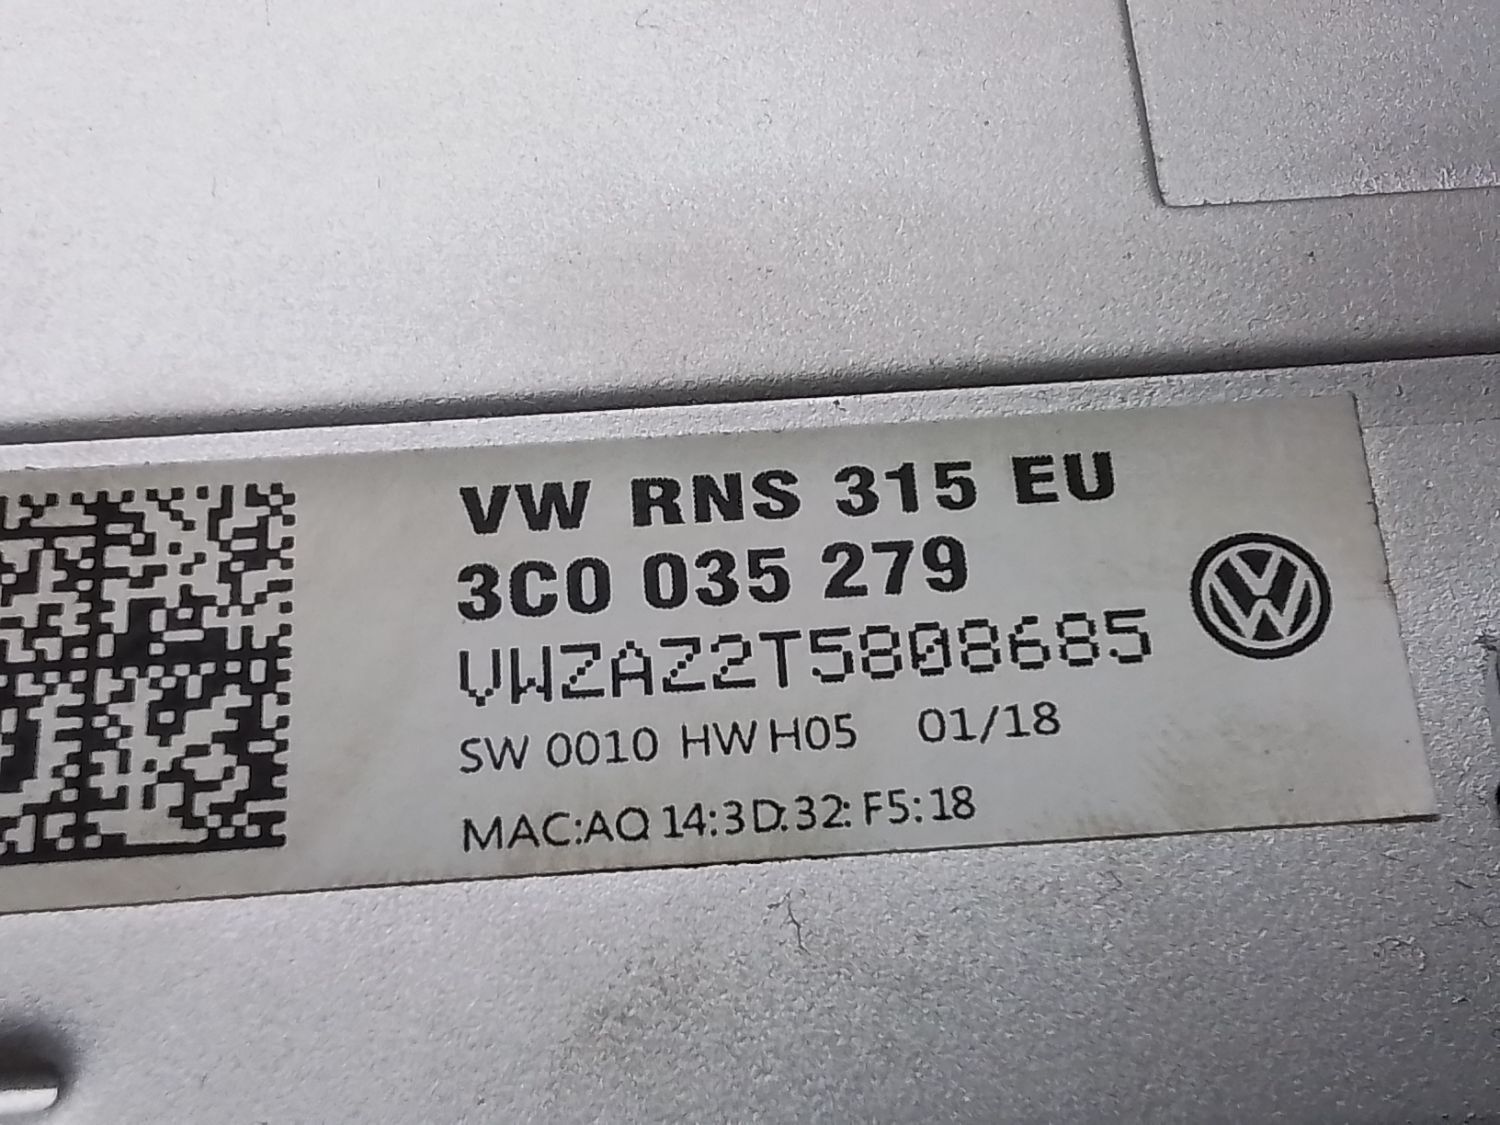 VW RNS 315 EU
3C0 035 279
VWZAZ2T5808685
SW 0010 HW H05 01/18
MAC:AQ 14:3D:32:F5:18